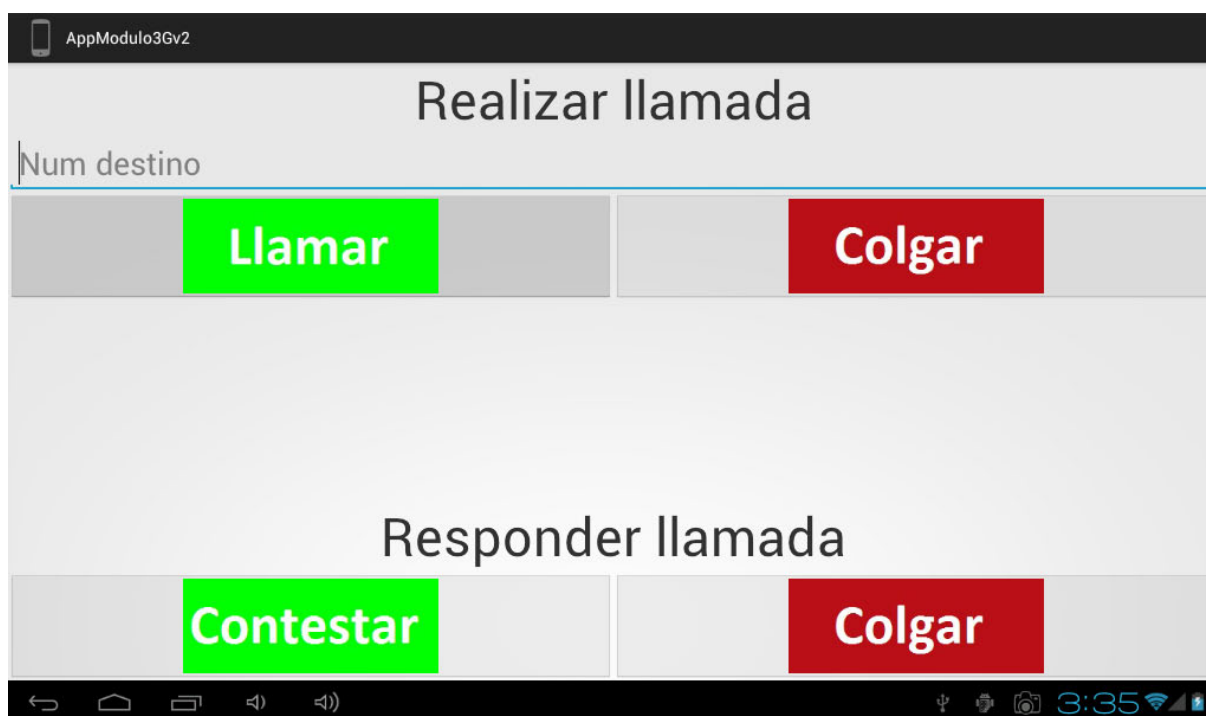 AppModulo3Gv2
Realizar llamada
Num destino
Llamar Colgar
Responder llamada
Contestar Colgar
3:35